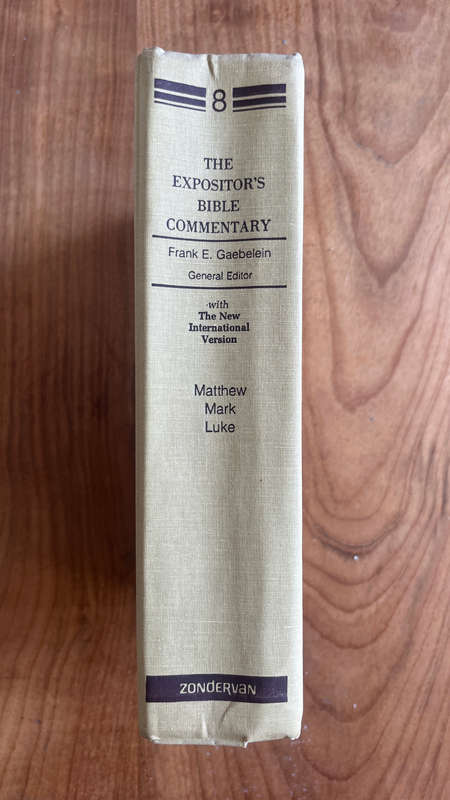 8
THE
EXPOSITOR'S
BIBLE
COMMENTARY
Frank E. Gaebelein
General Editor
with
The New
International
Version
Matthew
Mark
Luke
ZONDERVAN